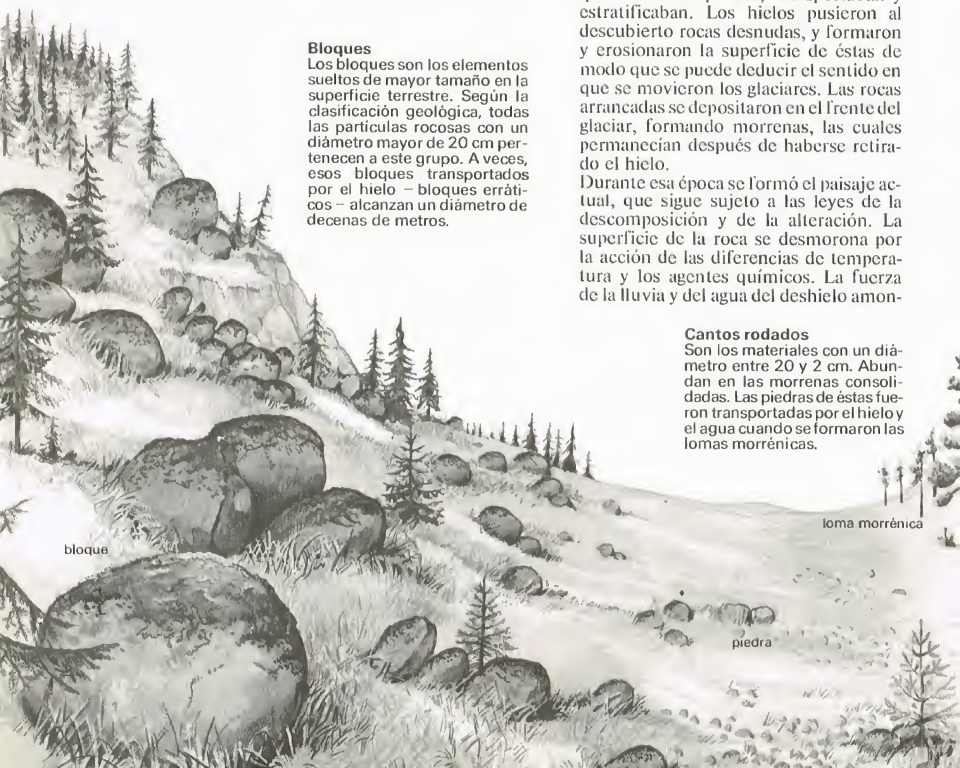 Bloques
Los bloques son los elementos
sueltos de mayor tamaño en la
superficie terrestre. Según la
clasificación geológica, todas
las partículas rocosas con un
diámetro mayor de 20 cm per-
tenecen a este grupo. A veces,
esos bloques transportados
por el hielo – bloques erráti-
cos – alcanzan un diámetro de
decenas de metros.
estratificaban. Los hielos pusieron al
descubierto rocas desnudas, y formaron
y erosionaron la superficie de éstas de
modo que se puede deducir el sentido en
que se movieron los glaciares. Las rocas
arrancadas se depositaron en el frente del
glaciar, formando morrenas, las cuales
permanecían después de haberse retira-
do el hielo.
Durante esa época se formó el paisaje ac-
tual, que sigue sujeto a las leyes de la
descomposición y de la alteración. La
superficie de la roca se desmorona por
la acción de las diferencias de tempera-
tura y los agentes químicos. La fuerza
de la lluvia y del agua del deshielo amon-
Cantos rodados
Son los materiales con un diá-
metro entre 20 y 2 cm. Abun-
dan en las morrenas consoli-
dadas. Las piedras de éstas fue-
ron transportadas por el hielo y
el agua cuando se formaron las
lomas morrénicas.
loma morrénica
bloque
piedra